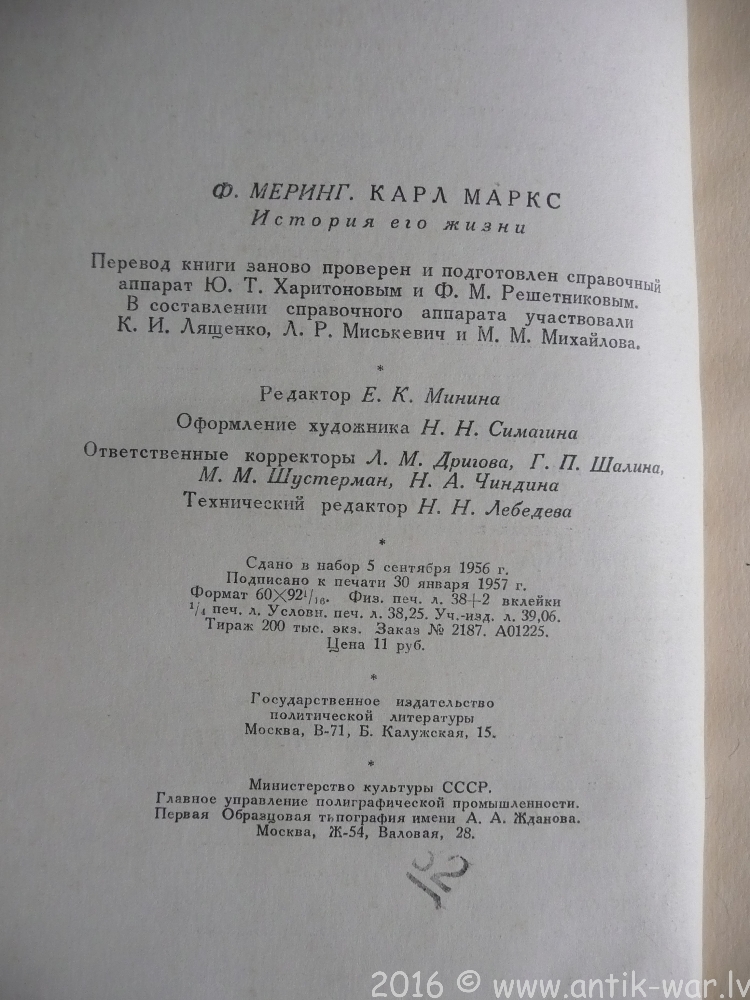 Ф. МЕРИНГ. КАРЛ МАРКС
История его жизни
Перевод книги заново проверен и подготовлен справочный
аппарат Ю. Т. Харитоновым и Ф. М. Решетниковым.
В составлении справочного аппарата участвовали
К. И. Лященко, Л. Р. Миськевич и М. М. Михайлова.
*
Редактор Е. К. Минина
Оформление художника Н. Н. Симагина
Ответственные корректоры Л. М. Дригова, Г. П. Шалина,
М. М. Шустерман, Н. А. Чиндина
Технический редактор Н. Н. Лебедева
*
Сдано в набор 5 сентября 1956 г.
Подписано к печати 30 января 1957 г.
Формат 60×92¹/₁₆. Физ. печ. л. 38+2 вклейки
¹/₄ печ. л. Условн. печ. л. 38,25. Уч.-изд. л. 39,06.
Тираж 200 тыс. экз. Заказ № 2187. А01225.
Цена 11 руб.
*
Государственное издательство
политической литературы
Москва, В-71, Б. Калужская, 15.
*
Министерство культуры СССР.
Главное управление полиграфической промышленности.
Первая Образцовая типография имени А. А. Жданова.
Москва, Ж-54, Валовая, 28.
2016 © www.antik-war.lv